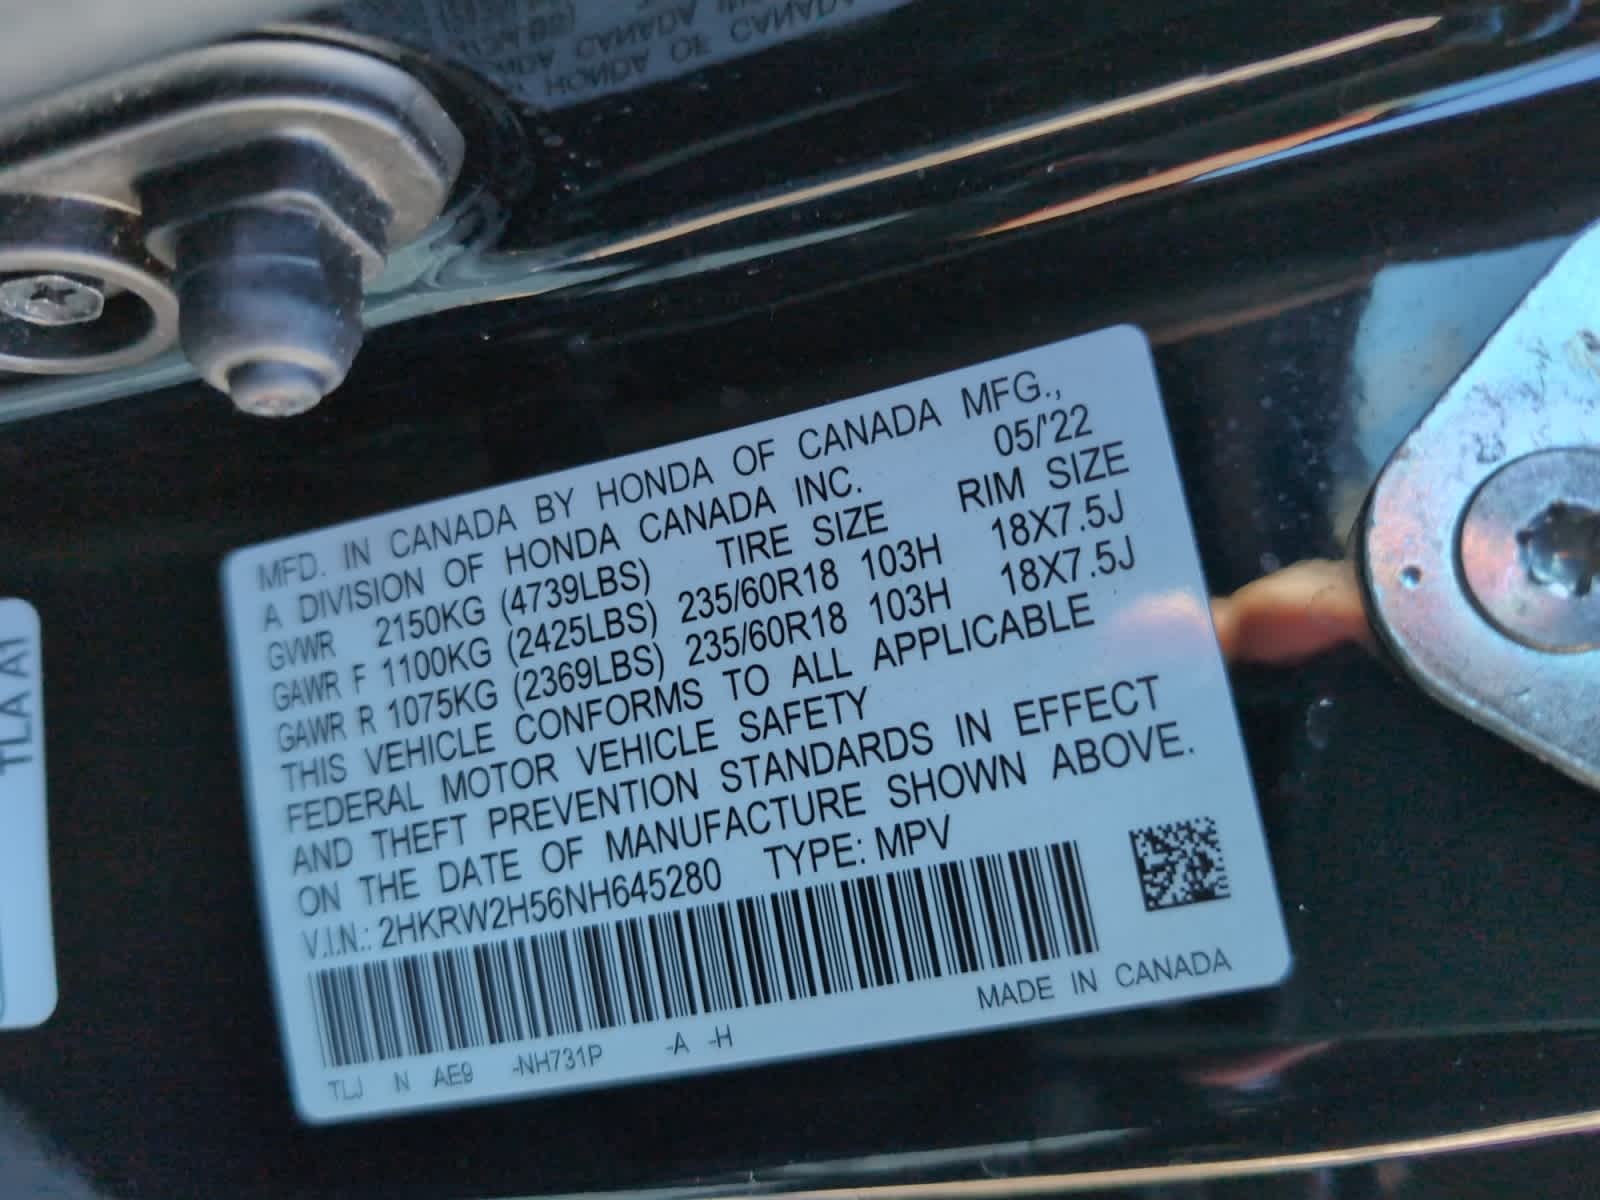 MFD. IN CANADA BY HONDA OF CANADA MFG.,
A DIVISION OF HONDA CANADA INC. 05/'22
GVWR 2150KG (4739LBS) TIRE SIZE RIM SIZE
GAWR F 1100KG (2425LBS) 235/60R18 103H 18X7.5J
GAWR R 1075KG (2369LBS) 235/60R18 103H 18X7.5J
THIS VEHICLE CONFORMS TO ALL APPLICABLE
FEDERAL MOTOR VEHICLE SAFETY
AND THEFT PREVENTION STANDARDS IN EFFECT
ON THE DATE OF MANUFACTURE SHOWN ABOVE.
V.I.N.: 2HKRW2H56NH645280 TYPE: MPV
MADE IN CANADA
TLJ N AE9 -NH731P -A -H
TLA A1